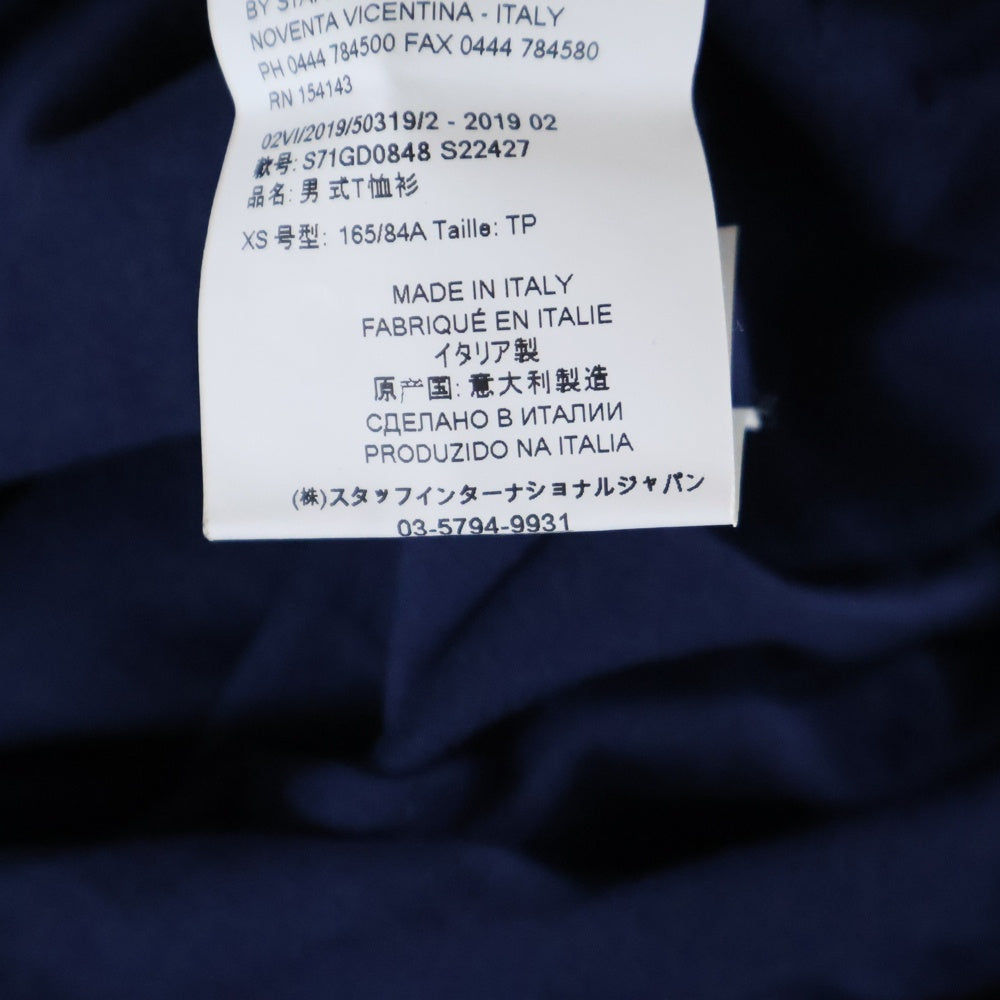 BY STAF
NOVENTA VICENTINA - ITALY
PH 0444 784500 FAX 0444 784580
RN 154143
02VI/2019/50319/2 - 2019 02
款号: S71GD0848 S22427
品名: 男 式T恤衫
XS 号型: 165/84A Taille: TP
MADE IN ITALY
FABRIQUÉ EN ITALIE
イタリア製
原产国: 意大利製造
СДЕЛАНО В ИТАЛИИ
PRODUZIDO NA ITALIA
(株)スタッフインターナショナルジャパン
03-5794-9931